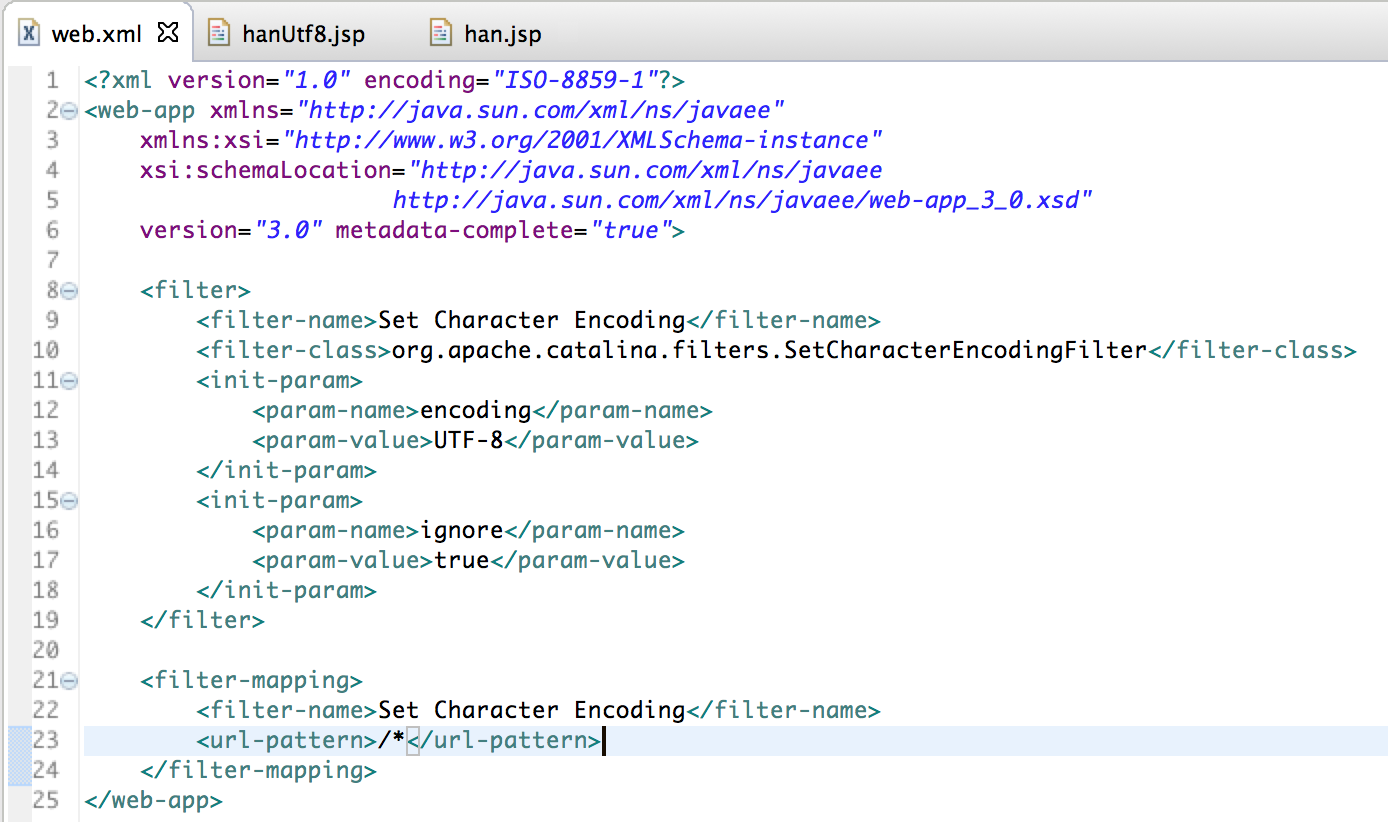 web.xml hanUtf8.jsp han.jsp
1 <?xml version="1.0" encoding="ISO-8859-1"?>
2 <web-app xmlns="http://java.sun.com/xml/ns/javaee"
3 xmlns:xsi="http://www.w3.org/2001/XMLSchema-instance"
4 xsi:schemaLocation="http://java.sun.com/xml/ns/javaee
5 http://java.sun.com/xml/ns/javaee/web-app_3_0.xsd"
6 version="3.0" metadata-complete="true">
7
8 <filter>
9 <filter-name>Set Character Encoding</filter-name>
10 <filter-class>org.apache.catalina.filters.SetCharacterEncodingFilter</filter-class>
11 <init-param>
12 <param-name>encoding</param-name>
13 <param-value>UTF-8</param-value>
14 </init-param>
15 <init-param>
16 <param-name>ignore</param-name>
17 <param-value>true</param-value>
18 </init-param>
19 </filter>
20
21 <filter-mapping>
22 <filter-name>Set Character Encoding</filter-name>
23 <url-pattern>/*</url-pattern>
24 </filter-mapping>
25 </web-app>